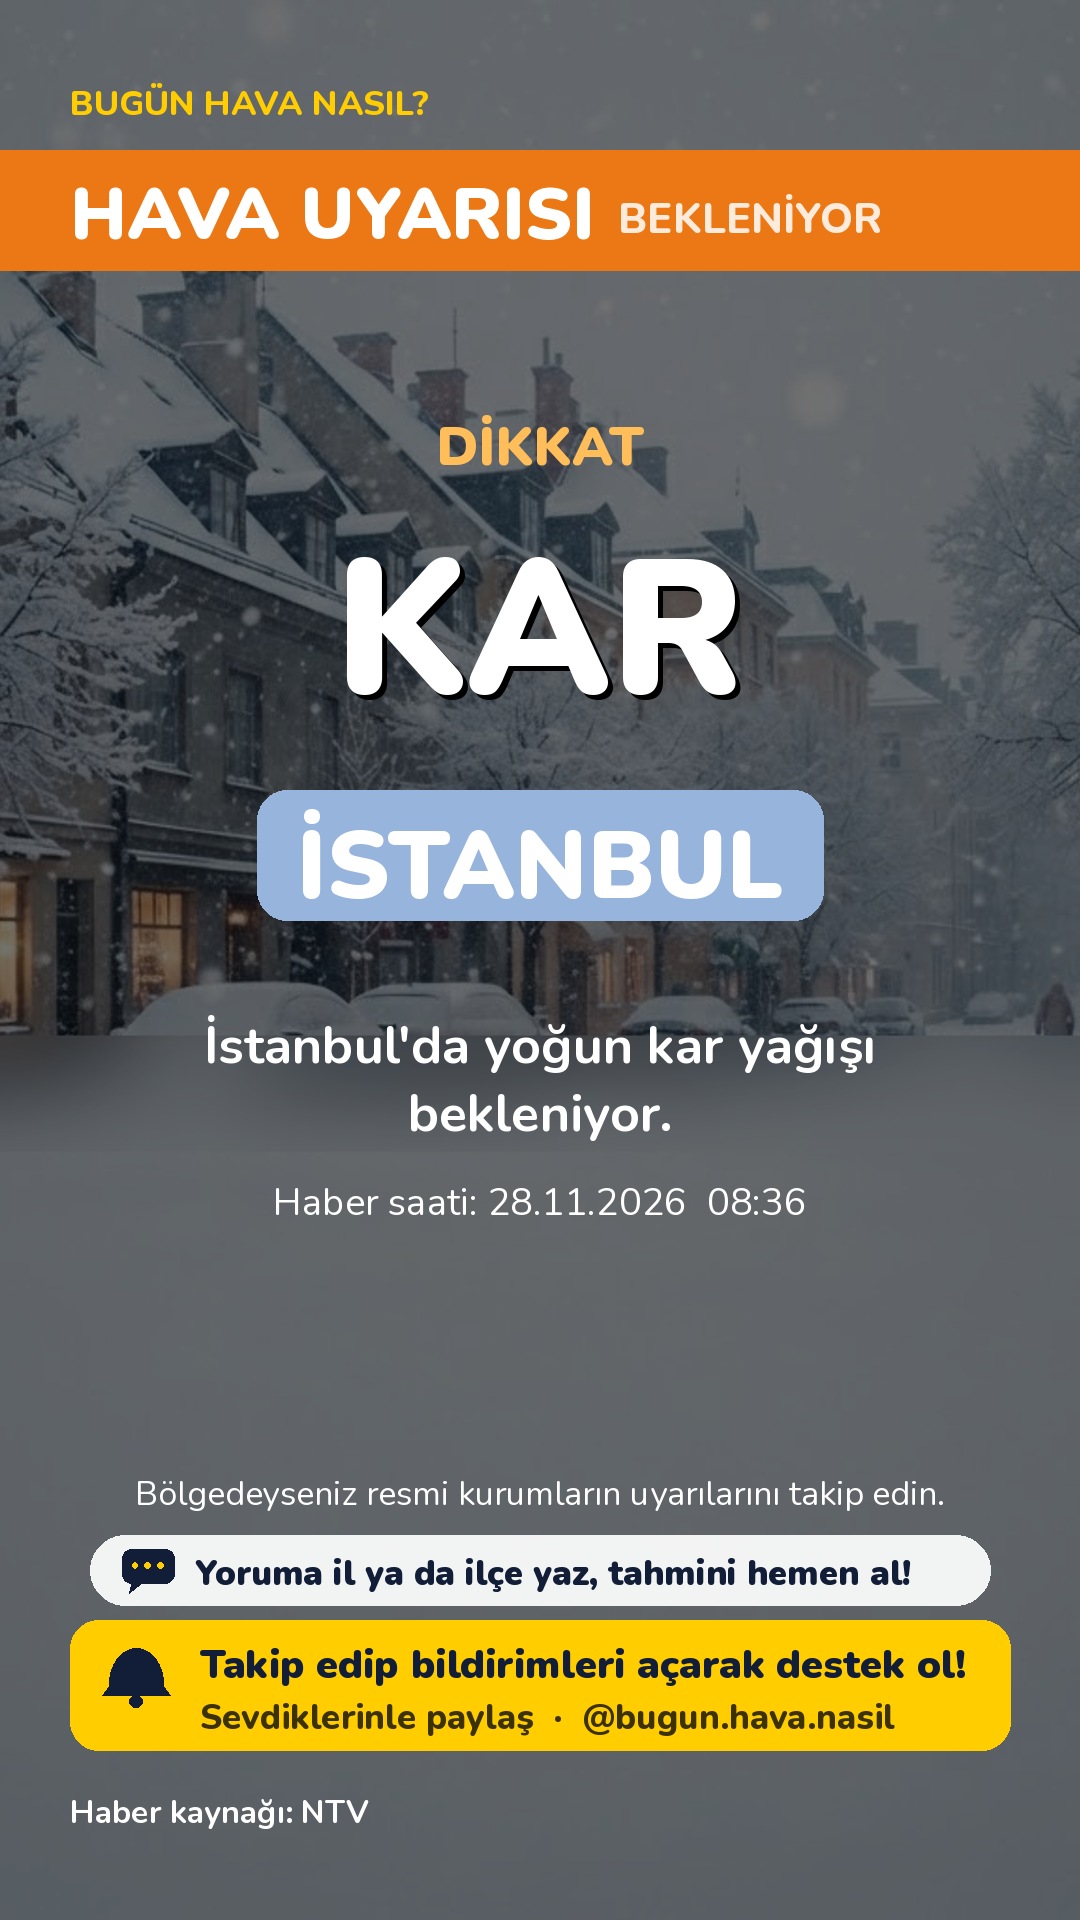 BUGÜN HAVA NASIL?
HAVA UYARISI BEKLENİYOR
DİKKAT
KAR
İSTANBUL
İstanbul'da yoğun kar yağışı
bekleniyor.
Haber saati: 28.11.2026 08:36
Bölgedeyseniz resmi kurumların uyarılarını takip edin.
Yoruma il ya da ilçe yaz, tahmini hemen al!
Takip edip bildirimleri açarak destek ol!
Sevdiklerinle paylaş · @bugun.hava.nasil
Haber kaynağı: NTV